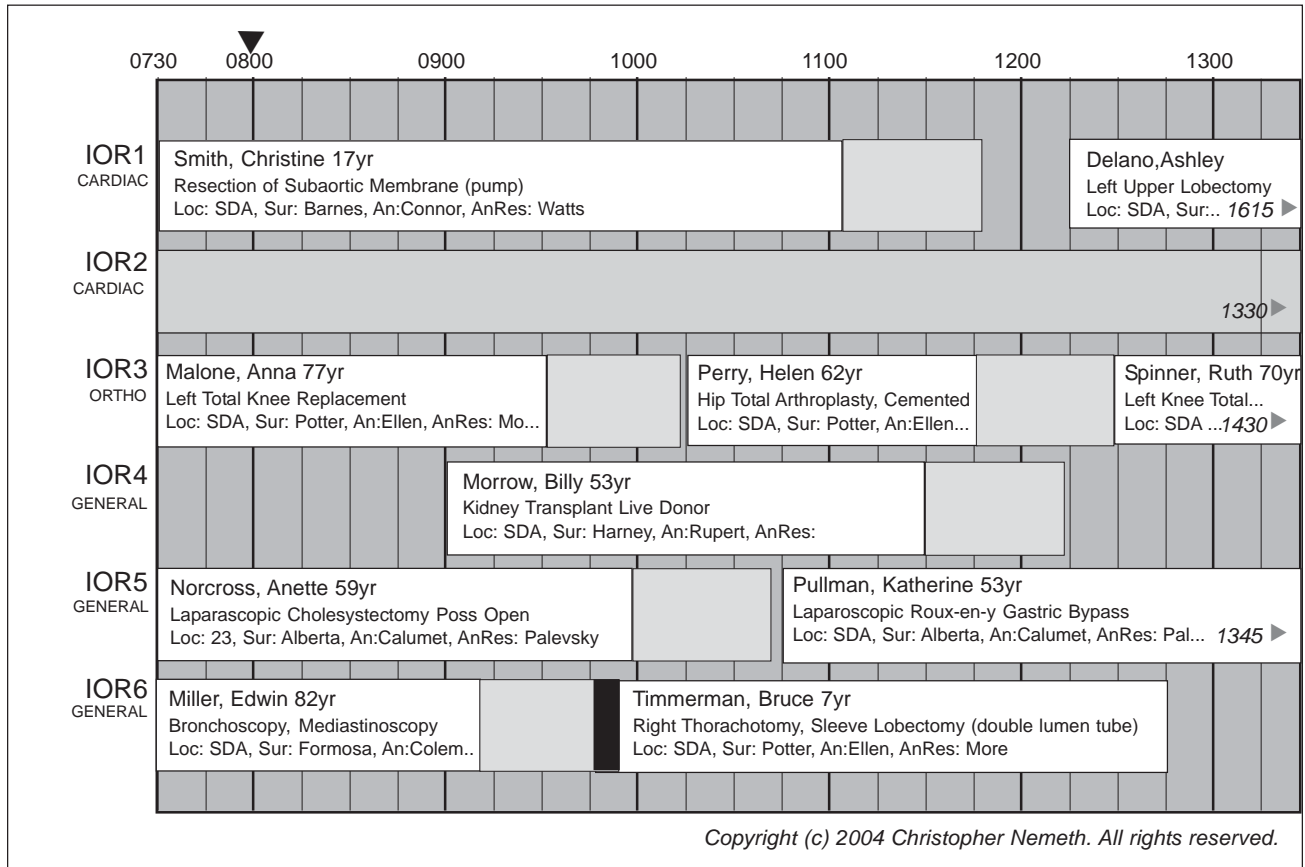 0730 0800 0900 1000 1100 1200 1300
IOR1
CARDIAC
Smith, Christine 17yr
Resection of Subaortic Membrane (pump)
Loc: SDA, Sur: Barnes, An:Connor, AnRes: Watts
Delano,Ashley
Left Upper Lobectomy
Loc: SDA, Sur:.. 1615
IOR2
CARDIAC
1330
IOR3
ORTHO
Malone, Anna 77yr
Left Total Knee Replacement
Loc: SDA, Sur: Potter, An:Ellen, AnRes: Mo...
Perry, Helen 62yr
Hip Total Arthroplasty, Cemented
Loc: SDA, Sur: Potter, An:Ellen...
Spinner, Ruth 70yr
Left Knee Total...
Loc: SDA ...1430
IOR4
GENERAL
Morrow, Billy 53yr
Kidney Transplant Live Donor
Loc: SDA, Sur: Harney, An:Rupert, AnRes:
IOR5
GENERAL
Norcross, Anette 59yr
Laparascopic Cholesystectomy Poss Open
Loc: 23, Sur: Alberta, An:Calumet, AnRes: Palevsky
Pullman, Katherine 53yr
Laparoscopic Roux-en-y Gastric Bypass
Loc: SDA, Sur: Alberta, An:Calumet, AnRes: Pal... 1345
IOR6
GENERAL
Miller, Edwin 82yr
Bronchoscopy, Mediastinoscopy
Loc: SDA, Sur: Formosa, An:Colem..
Timmerman, Bruce 7yr
Right Thorachotomy, Sleeve Lobectomy (double lumen tube)
Loc: SDA, Sur: Potter, An:Ellen, AnRes: More
Copyright (c) 2004 Christopher Nemeth. All rights reserved.